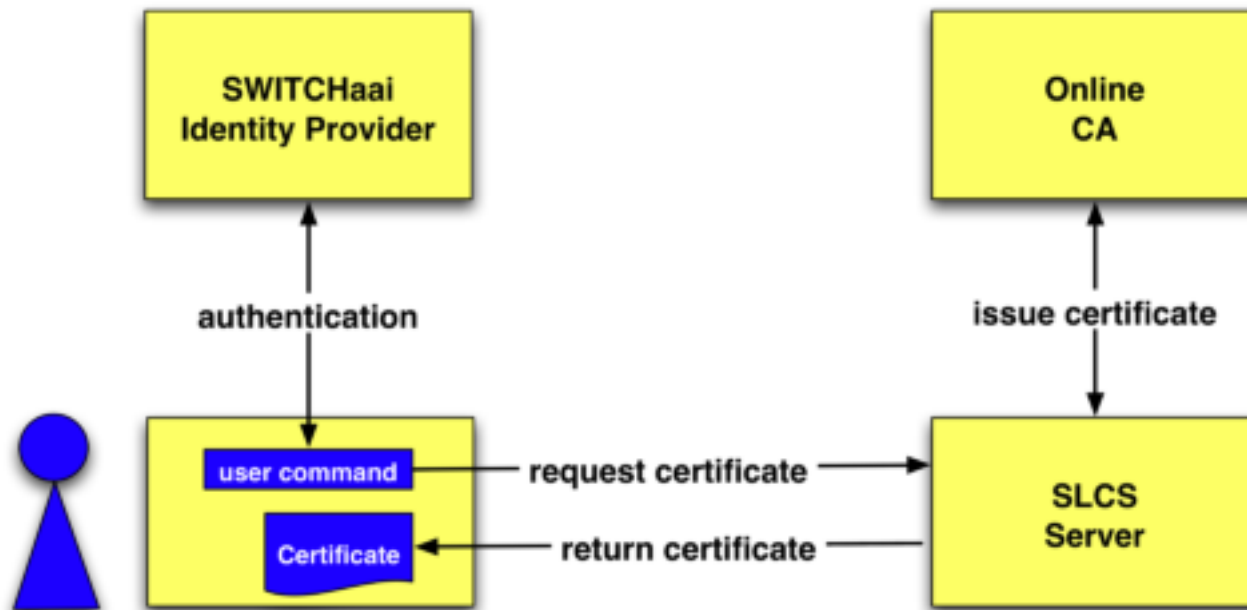 SWITCHaai
Identity Provider
Online
CA
authentication
issue certificate
user command
request certificate
SLCS
Server
Certificate
return certificate